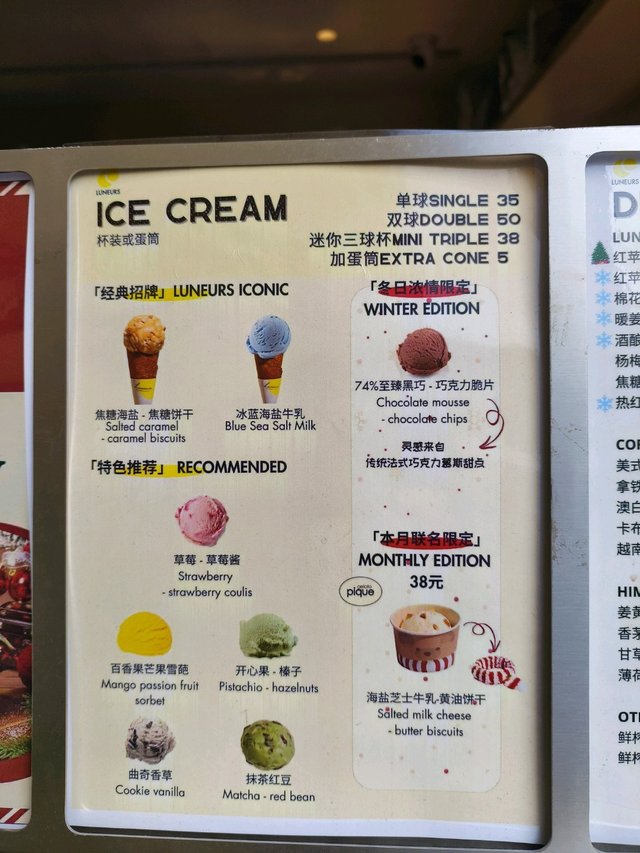 LUNEURS
ICE CREAM
杯装或蛋筒
单球SINGLE 35
双球DOUBLE 50
迷你三球杯MINI TRIPLE 38
加蛋筒EXTRA CONE 5
「经典招牌」LUNEURS ICONIC
焦糖海盐 - 焦糖饼干
Salted caramel
- caramel biscuits
冰蓝海盐牛乳
Blue Sea Salt Milk
「特色推荐」RECOMMENDED
草莓 - 草莓酱
Strawberry
- strawberry coulis
百香果芒果雪葩
Mango passion fruit
sorbet
开心果 - 榛子
Pistachio - hazelnuts
曲奇香草
Cookie vanilla
抹茶红豆
Matcha - red bean
「冬日浓情限定」
WINTER EDITION
74%至臻黑巧 - 巧克力脆片
Chocolate mousse
- chocolate chips
灵感来自
传统法式巧克力慕斯甜点
「本月联名限定」
MONTHLY EDITION
38元
gelato
pique
海盐芝士牛乳-黄油饼干
Salted milk cheese
- butter biscuits
LUNEURS
D
LUN
红苹
红苹
棉花
暖姜
酒酿
杨梅
焦糖
热红
COF
美式
拿铁
澳白
卡布
越南
HIM
姜黄
香茅
甘草
薄荷
OTH
鲜榨
鲜榨